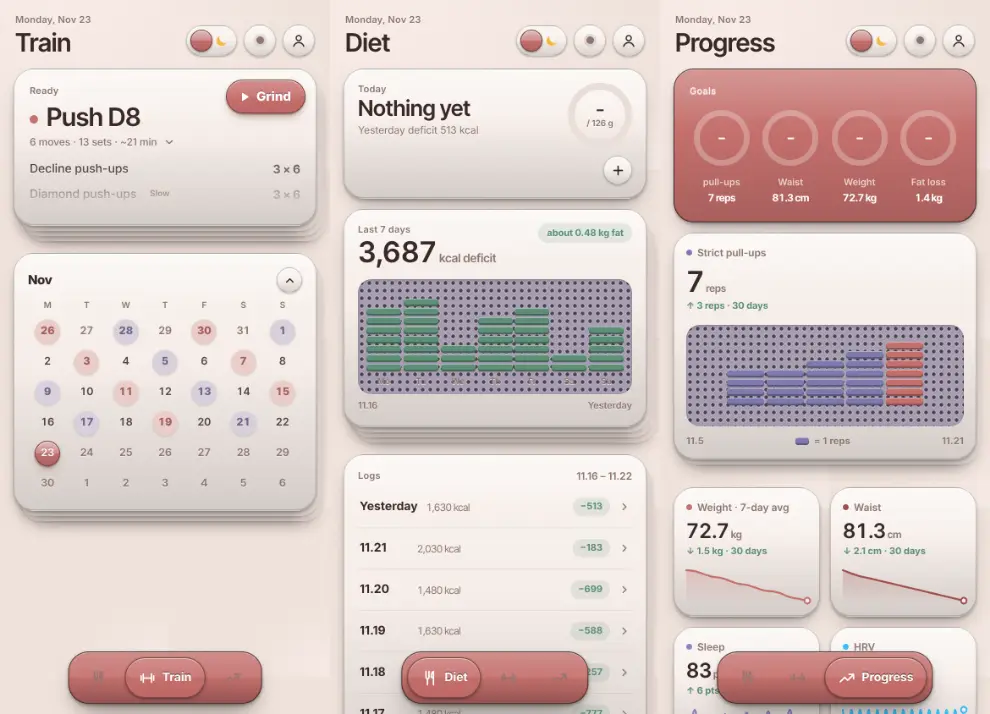 Monday, Nov 23
Train
Ready
Push D8
Grind
6 moves · 13 sets · ~21 min
Decline push-ups 3 × 6
Diamond push-ups Slow 3 × 6
Nov
M T W T F S S
26 27 28 29 30 31 1
2 3 4 5 6 7 8
9 10 11 12 13 14 15
16 17 18 19 20 21 22
23 24 25 26 27 28 29
30 1 2 3 4 5 6
Train
Monday, Nov 23
Diet
Today
Nothing yet
Yesterday deficit 513 kcal
-
/ 126 g
Last 7 days
about 0.48 kg fat
3,687 kcal deficit
11.16 Yesterday
Logs 11.16 – 11.22
Yesterday 1,630 kcal −513
11.21 2,030 kcal −183
11.20 1,480 kcal −699
11.19 1,630 kcal −588
11.18
Diet
11.17 1,480 kcal −777
Monday, Nov 23
Progress
Goals
- - - -
pull-ups Waist Weight Fat loss
7 reps 81.3 cm 72.7 kg 1.4 kg
Strict pull-ups
7 reps
↑ 3 reps · 30 days
11.5 = 1 reps 11.21
Weight · 7-day avg
72.7 kg
↓ 1.5 kg · 30 days
Waist
81.3 cm
↓ 2.1 cm · 30 days
Sleep
83
↑ 6 pts
HRV
Progress